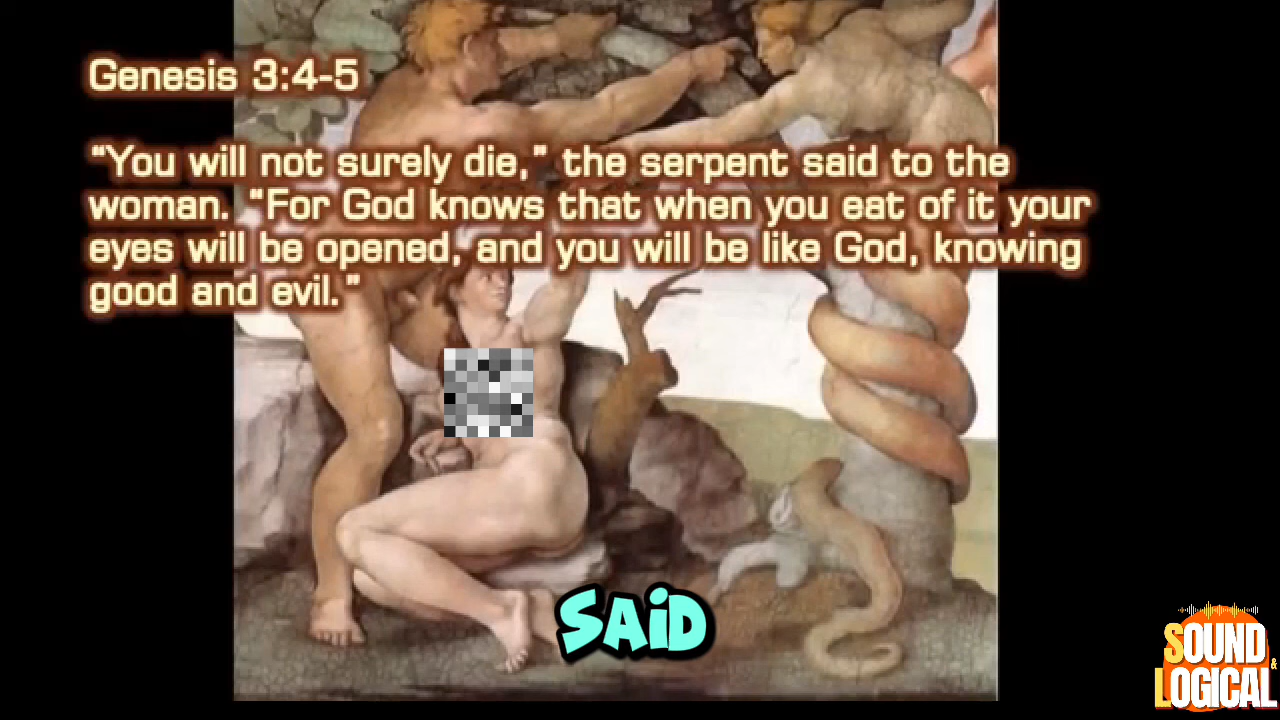 Genesis 3:4-5
“You will not surely die,” the serpent said to the
woman. “For God knows that when you eat of it your
eyes will be opened, and you will be like God, knowing
good and evil.”
SAiD
SOUND
&
LOGICAL